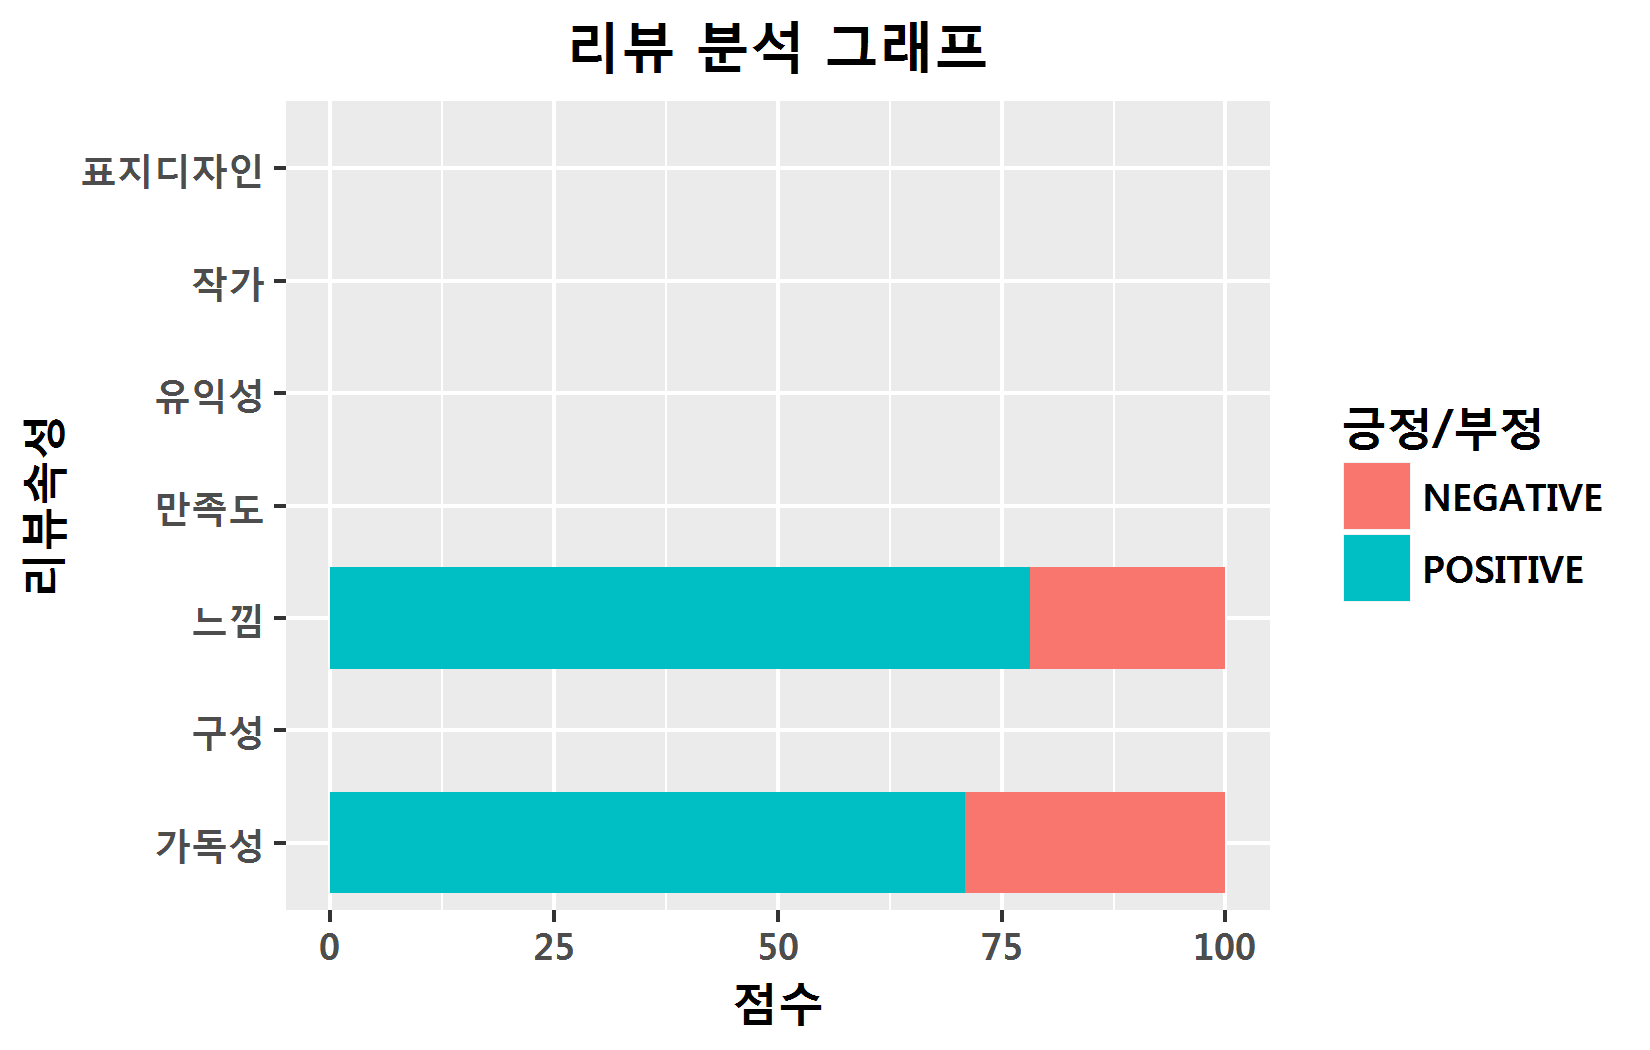 리뷰 분석 그래프
표지디자인
작가
유익성
만족도
느낌
구성
가독성
리뷰속성
0 25 50 75 100
점수
긍정/부정
NEGATIVE
POSITIVE